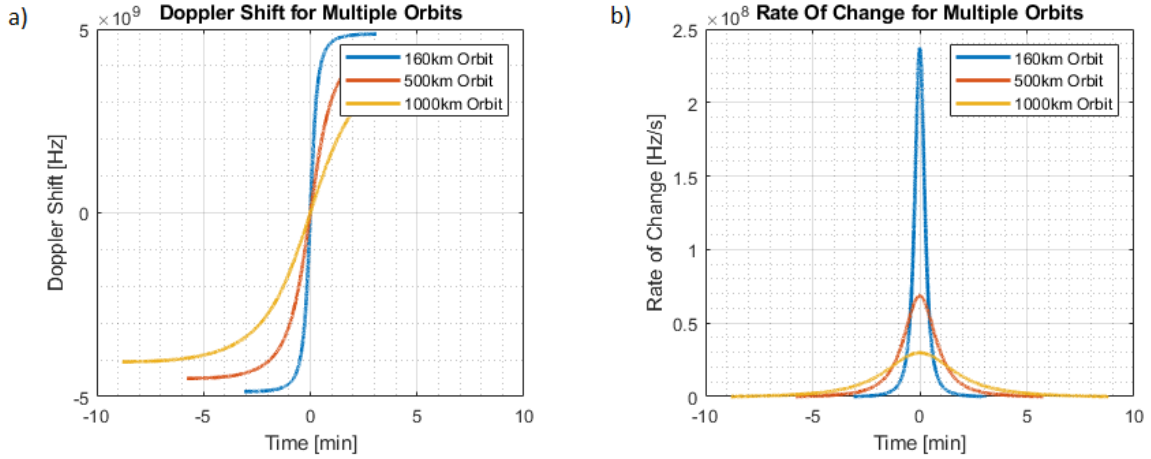 a)
×10^9
Doppler Shift for Multiple Orbits
5
0
-5
Doppler Shift [Hz]
160km Orbit
500km Orbit
1000km Orbit
-10
-5
0
5
10
Time [min]
b)
×10^8
Rate Of Change for Multiple Orbits
2.5
2
1.5
1
0.5
0
Rate of Change [Hz/s]
160km Orbit
500km Orbit
1000km Orbit
-10
-5
0
5
10
Time [min]